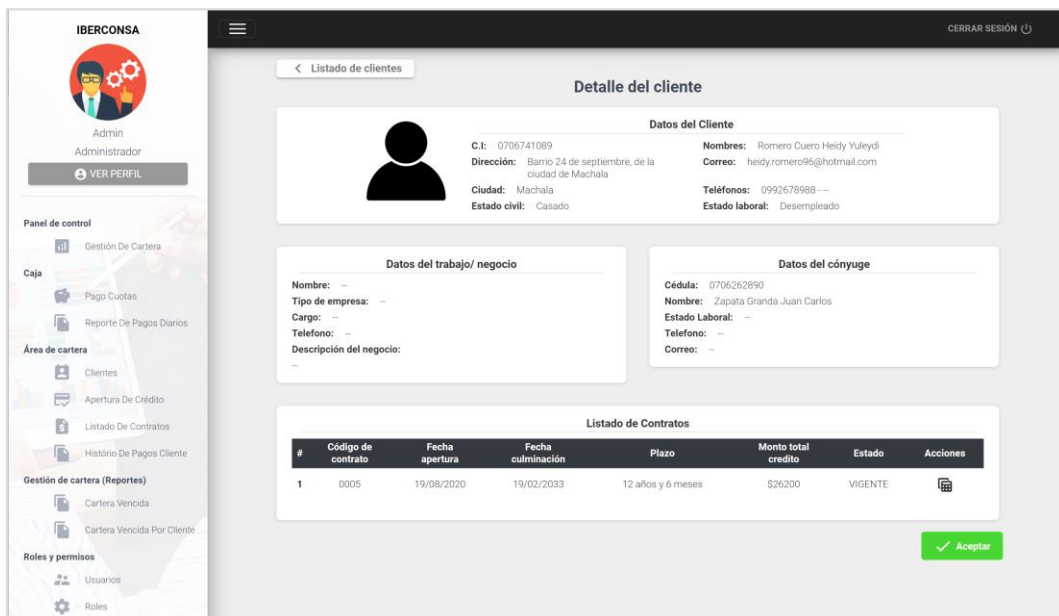 IBERCONSA
Admin
Administrador
VER PERFIL
Panel de control
Gestión De Cartera
Caja
Pago Cuotas
Reporte De Pagos Diarios
Área de cartera
Clientes
Apertura De Crédito
Listado De Contratos
Histório De Pagos Cliente
Gestión de cartera (Reportes)
Cartera Vencida
Cartera Vencida Por Cliente
Roles y permisos
Usuarios
Roles
CERRAR SESIÓN
Listado de clientes
Detalle del cliente
Datos del Cliente
C.I: 0706741089
Nombres: Romero Cuero Heidy Yuleydi
Dirección: Barrio 24 de septiembre, de la
ciudad de Machala
Correo: heidy.romero96@hotmail.com
Ciudad: Machala
Teléfonos: 0992678988 - --
Estado civil: Casado
Estado laboral: Desempleado
Datos del trabajo/ negocio
Nombre: --
Tipo de empresa: --
Cargo: --
Telefono: --
Descripción del negocio:
--
Datos del cónyuge
Cédula: 0706262890
Nombre: Zapata Granda Juan Carlos
Estado Laboral: --
Telefono: --
Correo: --
Listado de Contratos
# Código de contrato Fecha apertura Fecha culminación Plazo Monto total credito Estado Acciones
1 0005 19/08/2020 19/02/2033 12 años y 6 meses $26200 VIGENTE
Aceptar